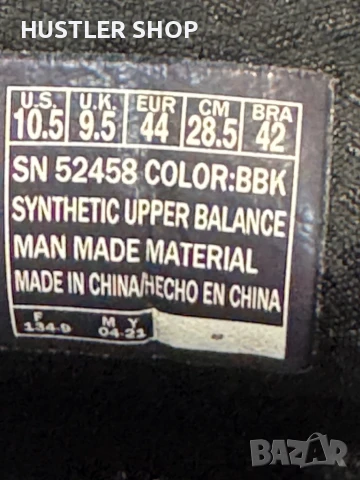 HUSTLER SHOP
U.S. U.K. EUR CM BRA
10.5 9.5 44 28.5 42
SN 52458 COLOR:BBK
SYNTHETIC UPPER BALANCE
MAN MADE MATERIAL
MADE IN CHINA/HECHO EN CHINA
F M Y
134-9 04-21
BAZAR